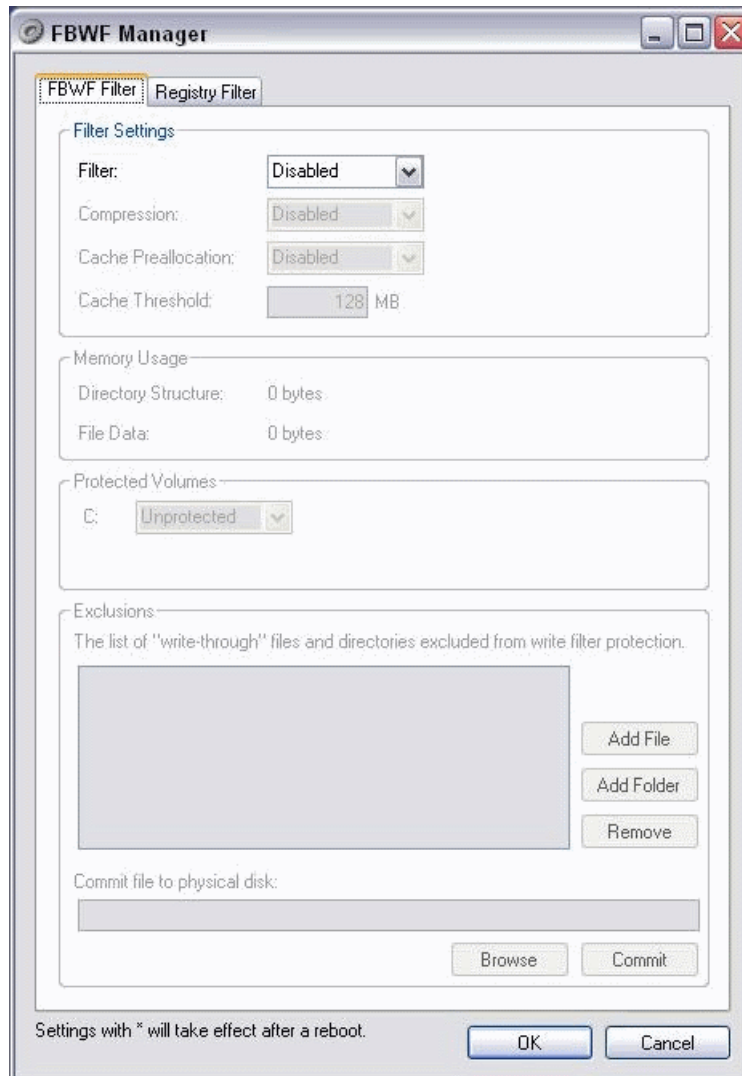 FBWF Manager
FBWF Filter
Registry Filter
Filter Settings
Filter: Disabled
Compression: Disabled
Cache Preallocation: Disabled
Cache Threshold: 128 MB
Memory Usage
Directory Structure: 0 bytes
File Data: 0 bytes
Protected Volumes
C: Unprotected
Exclusions
The list of "write-through" files and directories excluded from write filter protection.
Add File
Add Folder
Remove
Commit file to physical disk:
Browse
Commit
Settings with * will take effect after a reboot.
OK
Cancel